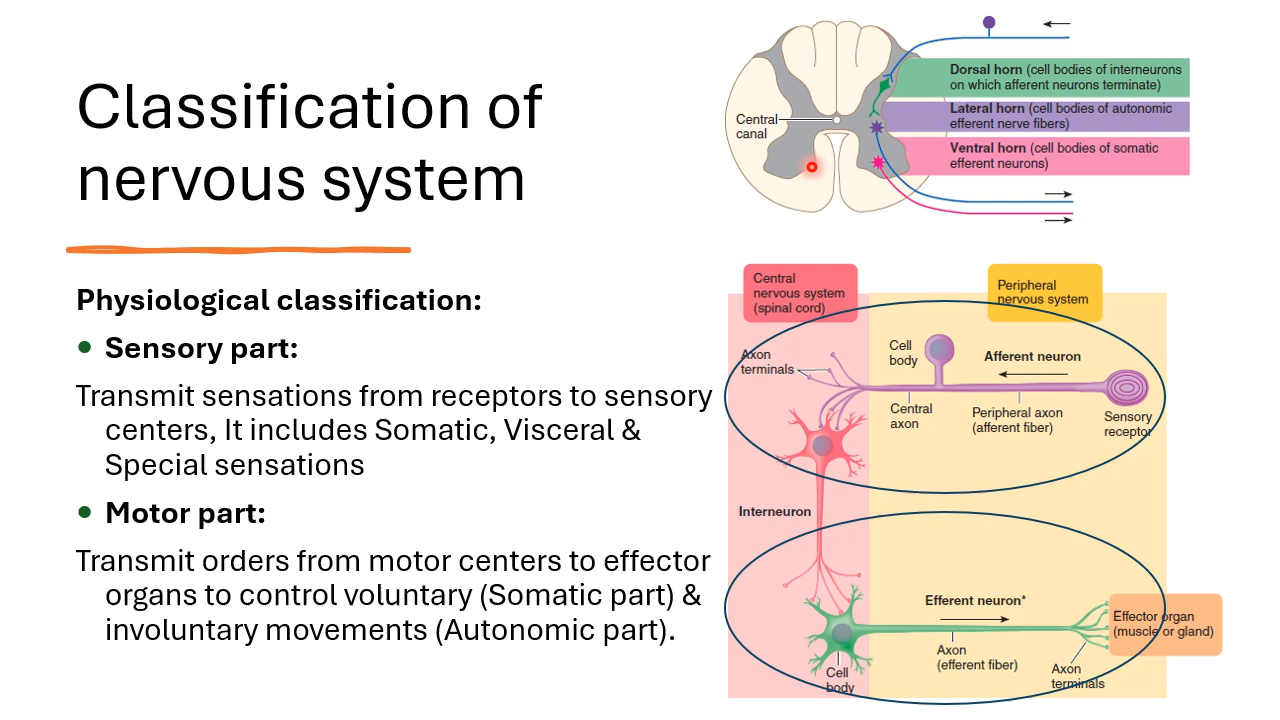 Classification of
nervous system
Physiological classification:
• Sensory part:
Transmit sensations from receptors to sensory
centers, It includes Somatic, Visceral &
Special sensations
• Motor part:
Transmit orders from motor centers to effector
organs to control voluntary (Somatic part) &
involuntary movements (Autonomic part).
Dorsal horn (cell bodies of interneurons
on which afferent neurons terminate)
Lateral horn (cell bodies of autonomic
efferent nerve fibers)
Ventral horn (cell bodies of somatic
efferent neurons)
Central
canal
Central
nervous system
(spinal cord)
Peripheral
nervous system
Axon
terminals
Cell
body
Afferent neuron
Central
axon
Peripheral axon
(afferent fiber)
Sensory
receptor
Interneuron
Efferent neuron*
Effector organ
(muscle or gland)
Axon
(efferent fiber)
Axon
terminals
Cell
body